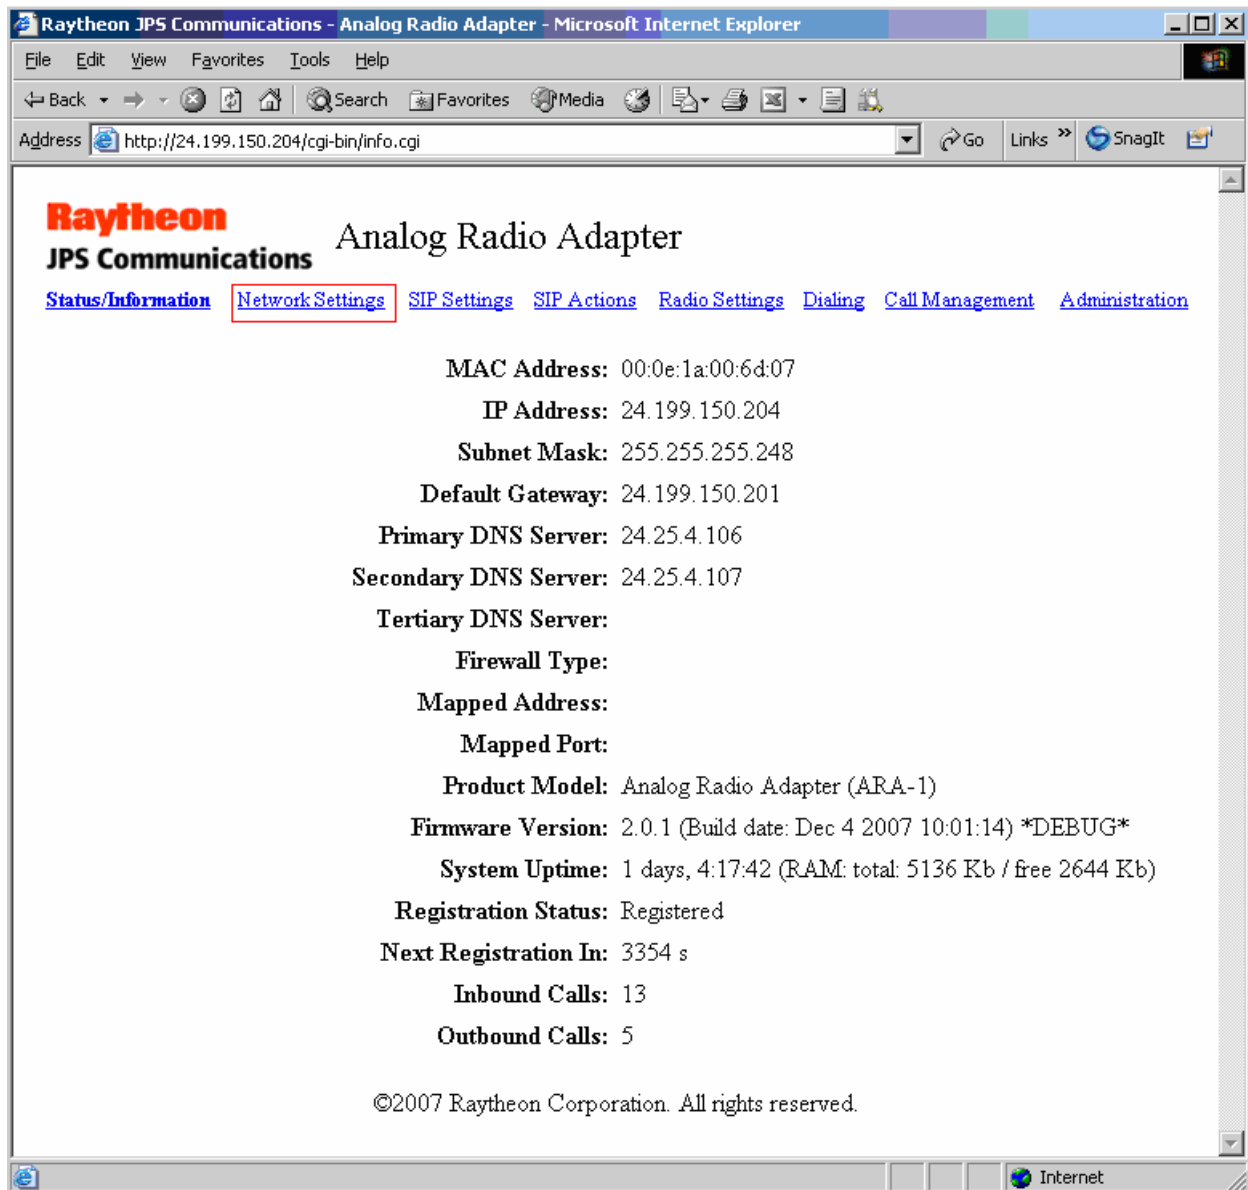 Raytheon JPS Communications - Analog Radio Adapter - Microsoft Internet Explorer
File Edit View Favorites Tools Help
Back Search Favorites Media
Address http://24.199.150.204/cgi-bin/info.cgi Go Links » SnagIt
Raytheon
JPS Communications
Analog Radio Adapter
Status/Information Network Settings SIP Settings SIP Actions Radio Settings Dialing Call Management Administration
MAC Address: 00:0e:1a:00:6d:07
IP Address: 24.199.150.204
Subnet Mask: 255.255.255.248
Default Gateway: 24.199.150.201
Primary DNS Server: 24.25.4.106
Secondary DNS Server: 24.25.4.107
Tertiary DNS Server:
Firewall Type:
Mapped Address:
Mapped Port:
Product Model: Analog Radio Adapter (ARA-1)
Firmware Version: 2.0.1 (Build date: Dec 4 2007 10:01:14) *DEBUG*
System Uptime: 1 days, 4:17:42 (RAM: total: 5136 Kb / free 2644 Kb)
Registration Status: Registered
Next Registration In: 3354 s
Inbound Calls: 13
Outbound Calls: 5
©2007 Raytheon Corporation. All rights reserved.
Internet